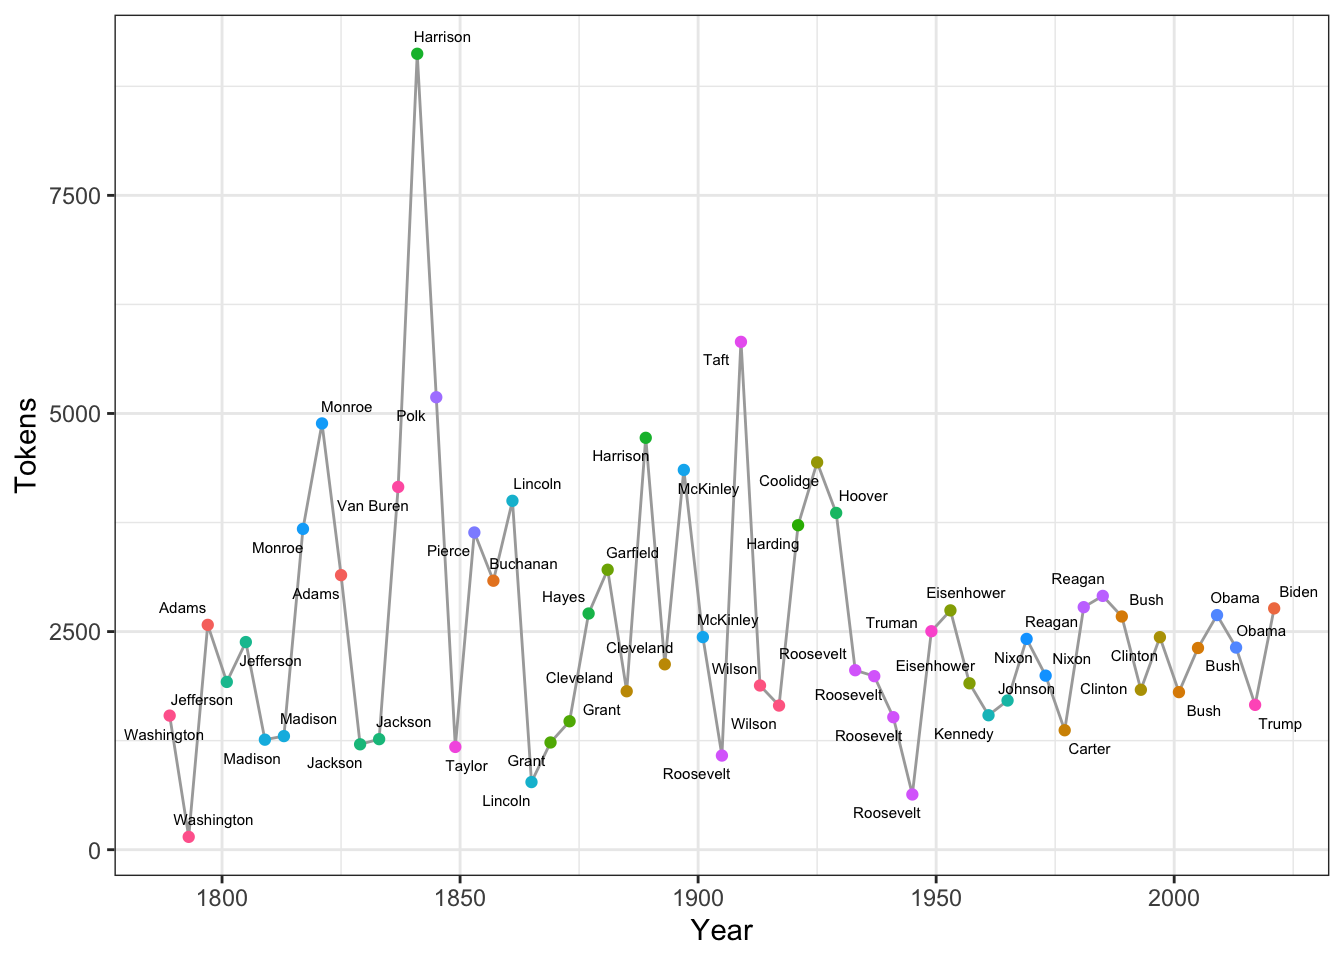 Harrison
7500
Taft
5000
Monroe
Polk
Harrison
Lincoln
McKinley
Coolidge
Hoover
Van Buren
Monroe
Pierce
Buchanan
Garfield
Harding
Adams
Adams
Hayes
Reagan
Eisenhower
Bush
Obama
Biden
2500
McKinley
Truman
Reagan
Obama
Jefferson
Cleveland
Wilson
Roosevelt
Eisenhower
Nixon
Nixon
Clinton
Bush
Jefferson
Cleveland
Roosevelt
Johnson
Clinton
Washington
Madison
Jackson
Grant
Wilson
Roosevelt
Kennedy
Bush
Trump
Madison
Jackson
Taylor
Grant
Roosevelt
Carter
Lincoln
Washington
Roosevelt
0
1800
1850
1900
1950
2000
Year
Tokens